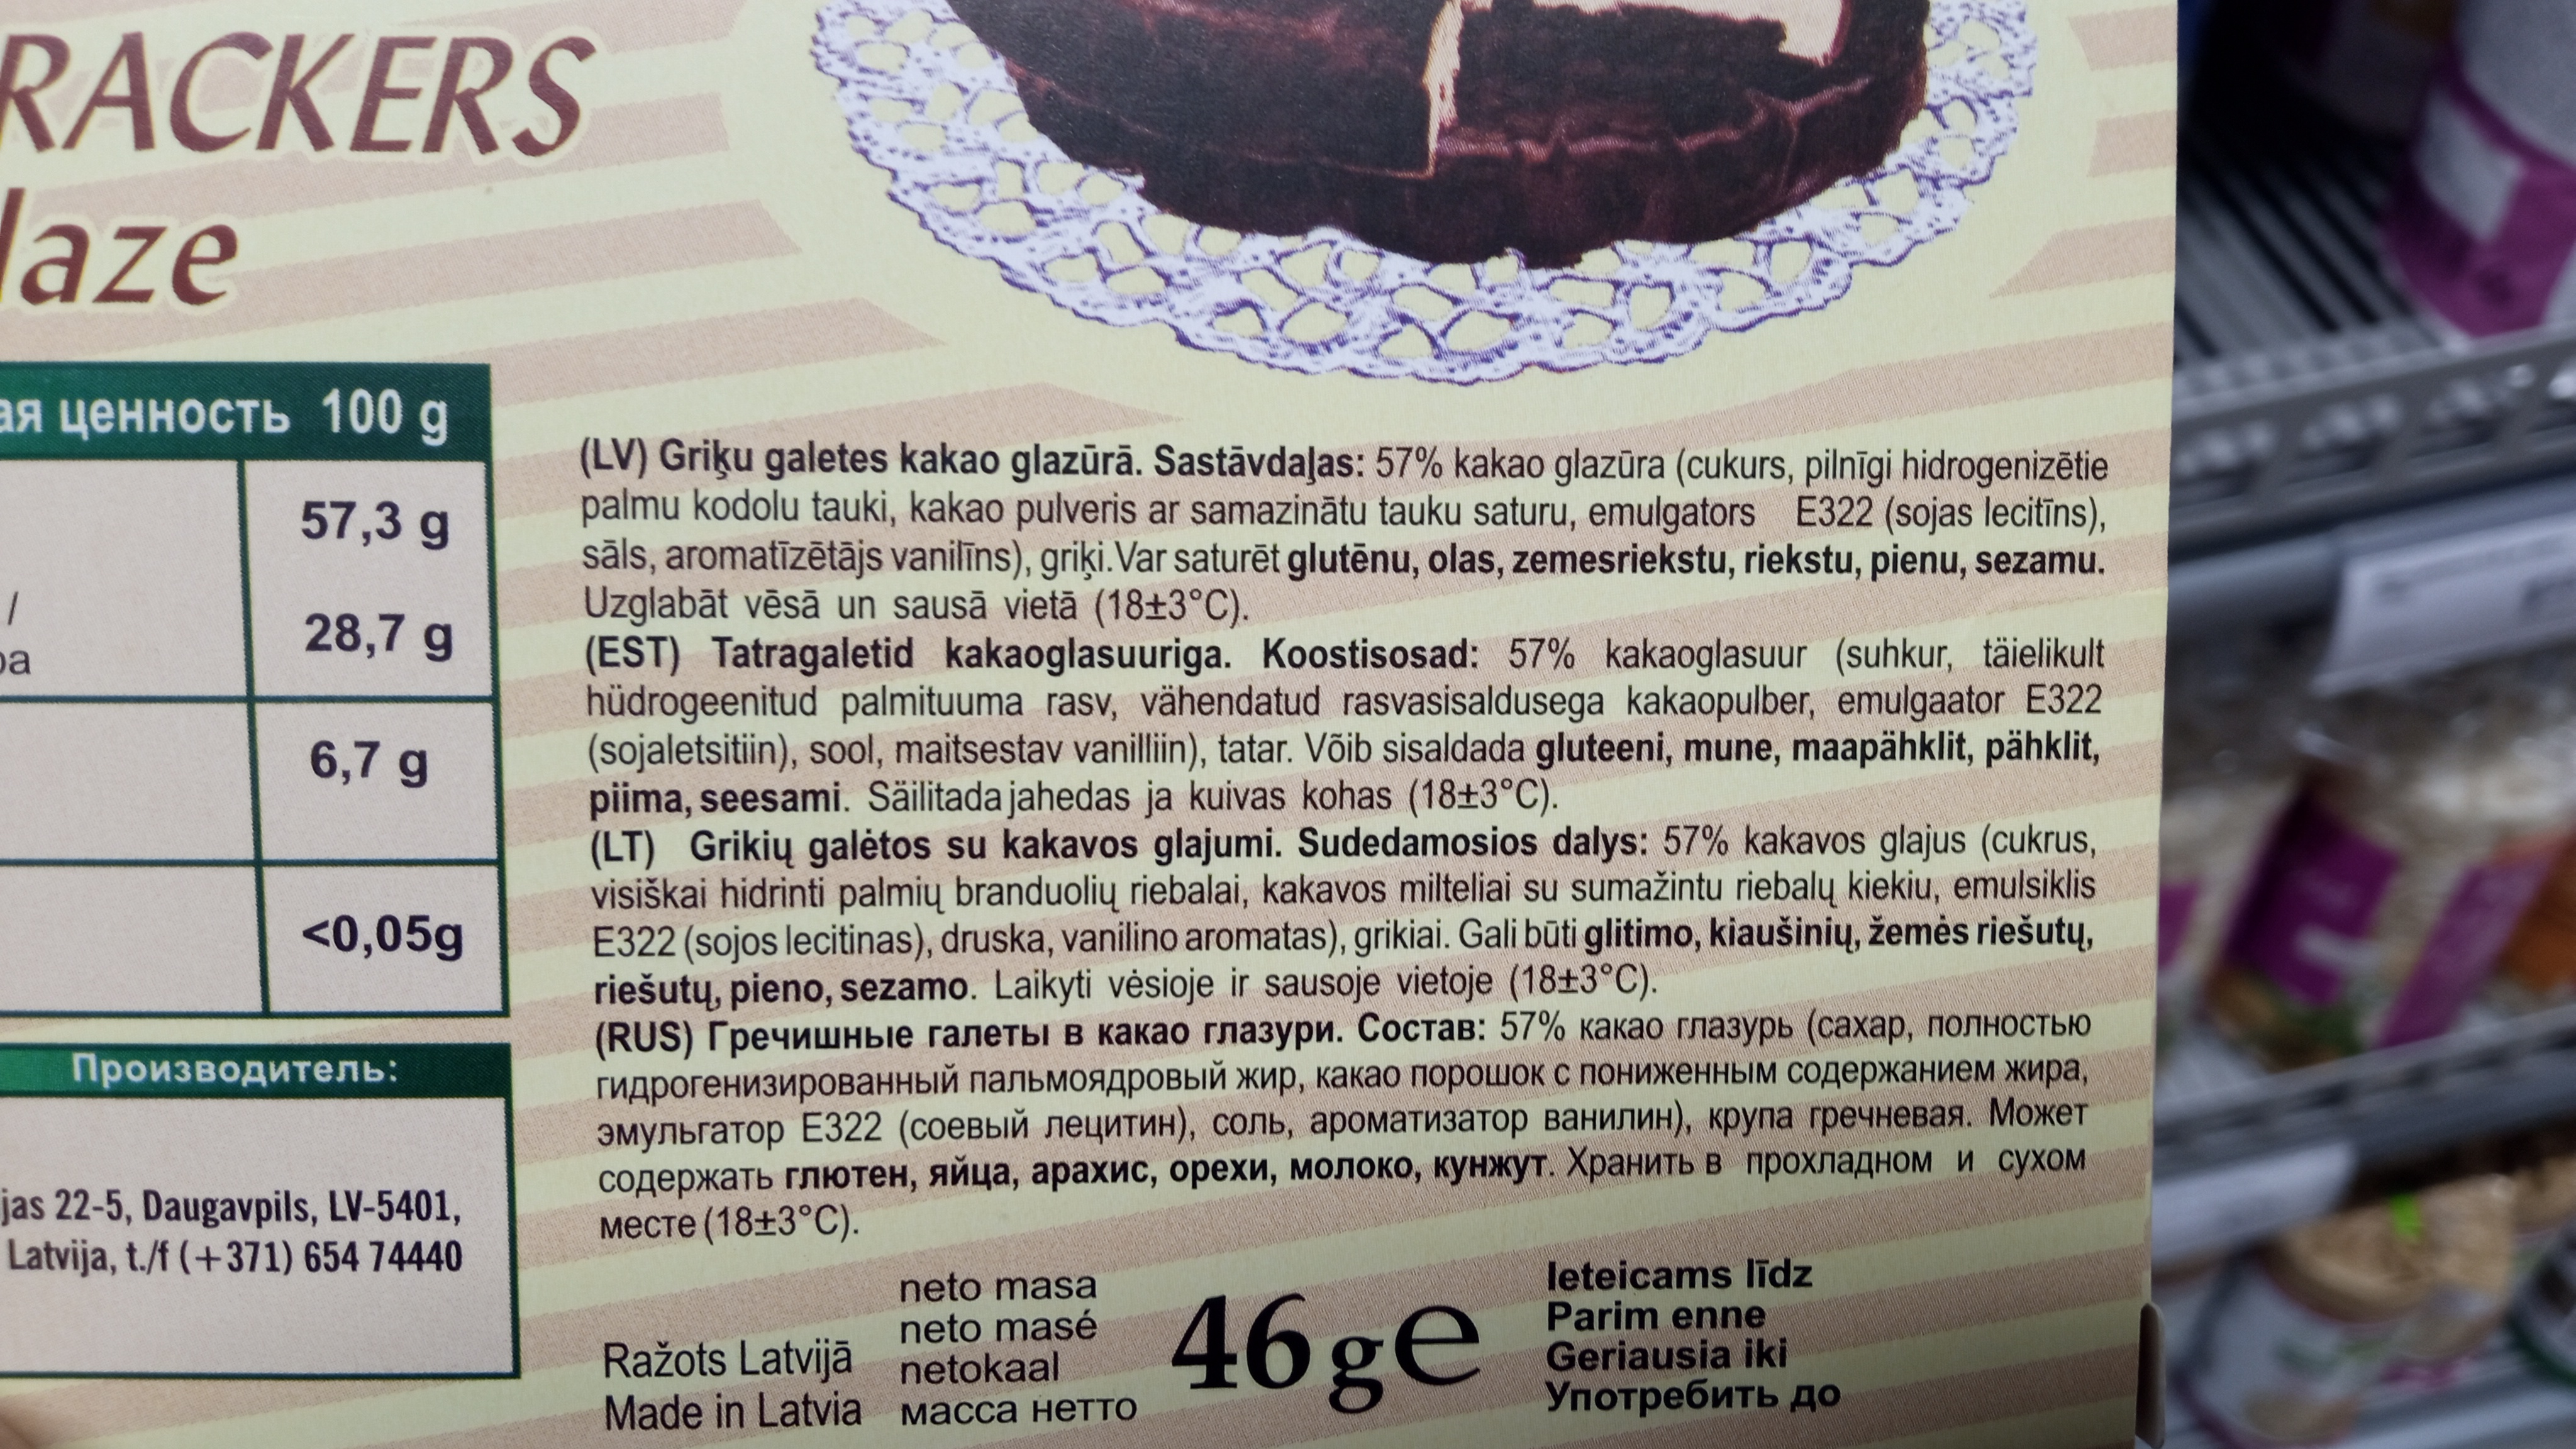 RACKERS
laze
ая ценность 100 g
57,3 g
/
28,7 g
ра
6,7 g
<0,05g
Производитель:
jas 22-5, Daugavpils, LV-5401,
Latvija, t./f (+371) 654 74440
(LV) Griķu galetes kakao glazūrā. Sastāvdaļas: 57% kakao glazūra (cukurs, pilnīgi hidrogenizētie
palmu kodolu tauki, kakao pulveris ar samazinātu tauku saturu, emulgators E322 (sojas lecitīns),
sāls, aromatīzētājs vanilīns), griķi.Var saturēt glutēnu, olas, zemesriekstu, riekstu, pienu, sezamu.
Uzglabāt vēsā un sausā vietā (18±3°C).
(EST) Tatragaletid kakaoglasuuriga. Koostisosad: 57% kakaoglasuur (suhkur, täielikult
hüdrogeenitud palmituuma rasv, vähendatud rasvasisaldusega kakaopulber, emulgaator E322
(sojaletsitiin), sool, maitsestav vanilliin), tatar. Võib sisaldada gluteeni, mune, maapähklit, pähklit,
piima, seesami. Säilitada jahedas ja kuivas kohas (18±3°C).
(LT) Grikių galėtos su kakavos glajumi. Sudedamosios dalys: 57% kakavos glajus (cukrus,
visiškai hidrinti palmių branduolių riebalai, kakavos milteliai su sumažintu riebalų kiekiu, emulsiklis
E322 (sojos lecitinas), druska, vanilino aromatas), grikiai. Gali būti glitimo, kiaušinių, žemės riešutų,
riešutų, pieno, sezamo. Laikyti vėsioje ir sausoje vietoje (18±3°C).
(RUS) Гречишные галеты в какао глазури. Состав: 57% какао глазурь (сахар, полностью
гидрогенизированный пальмоядровый жир, какао порошок с пониженным содержанием жира,
эмульгатор E322 (соевый лецитин), соль, ароматизатор ванилин), крупа гречневая. Может
содержать глютен, яйца, арахис, орехи, молоко, кунжут. Хранить в прохладном и сухом
месте (18±3°C).
Ražots Latvijā
Made in Latvia
neto masa
neto masé
netokaal
масса нетто
46 g e
Ieteicams līdz
Parim enne
Geriausia iki
Употребить до